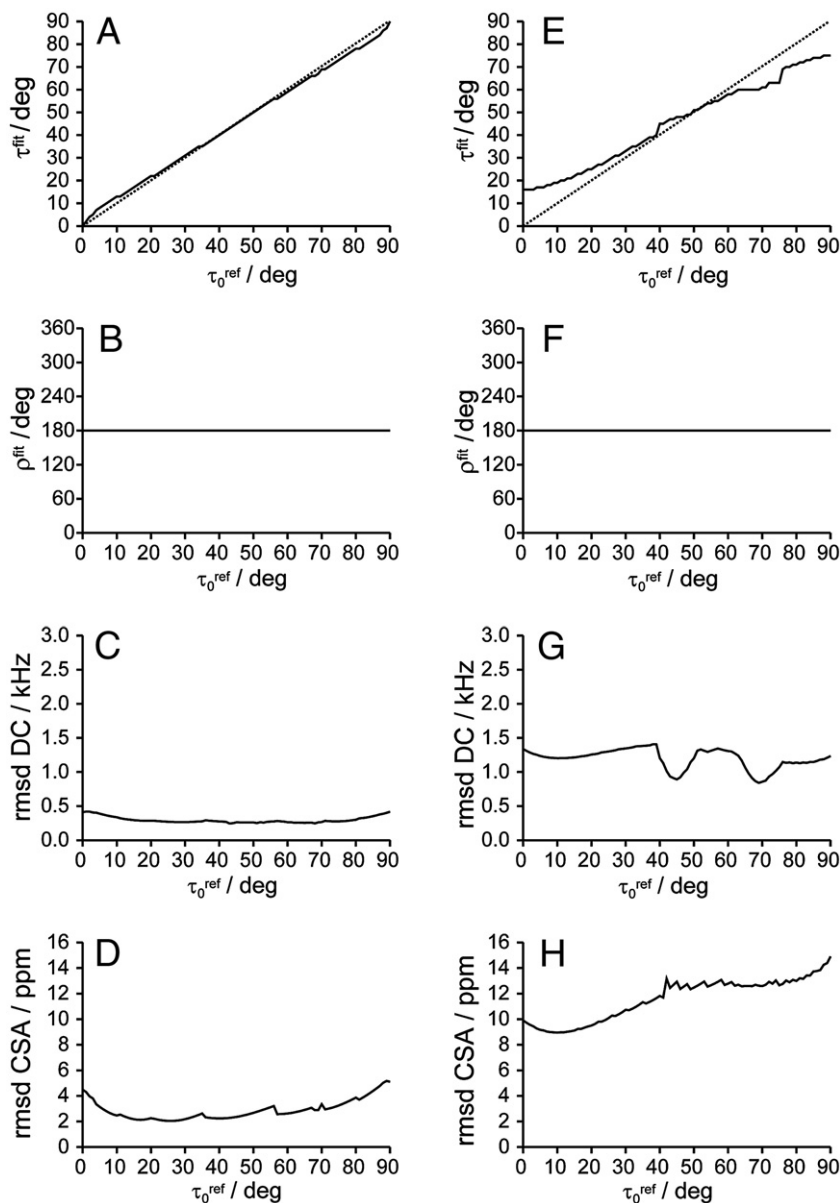 A
90
80
70
60
50
40
30
20
10
0
τ^fit / deg
0 10 20 30 40 50 60 70 80 90
τ₀^ref / deg
E
90
80
70
60
50
40
30
20
10
0
τ^fit / deg
0 10 20 30 40 50 60 70 80 90
τ₀^ref / deg
B
360
300
240
180
120
60
0
ρ^fit / deg
0 10 20 30 40 50 60 70 80 90
τ₀^ref / deg
F
360
300
240
180
120
60
0
ρ^fit / deg
0 10 20 30 40 50 60 70 80 90
τ₀^ref / deg
C
3.0
2.5
2.0
1.5
1.0
0.5
0.0
rmsd DC / kHz
0 10 20 30 40 50 60 70 80 90
τ₀^ref / deg
G
3.0
2.5
2.0
1.5
1.0
0.5
0.0
rmsd DC / kHz
0 10 20 30 40 50 60 70 80 90
τ₀^ref / deg
D
16
14
12
10
8
6
4
2
0
rmsd CSA / ppm
0 10 20 30 40 50 60 70 80 90
τ₀^ref / deg
H
16
14
12
10
8
6
4
2
0
rmsd CSA / ppm
0 10 20 30 40 50 60 70 80 90
τ₀^ref / deg